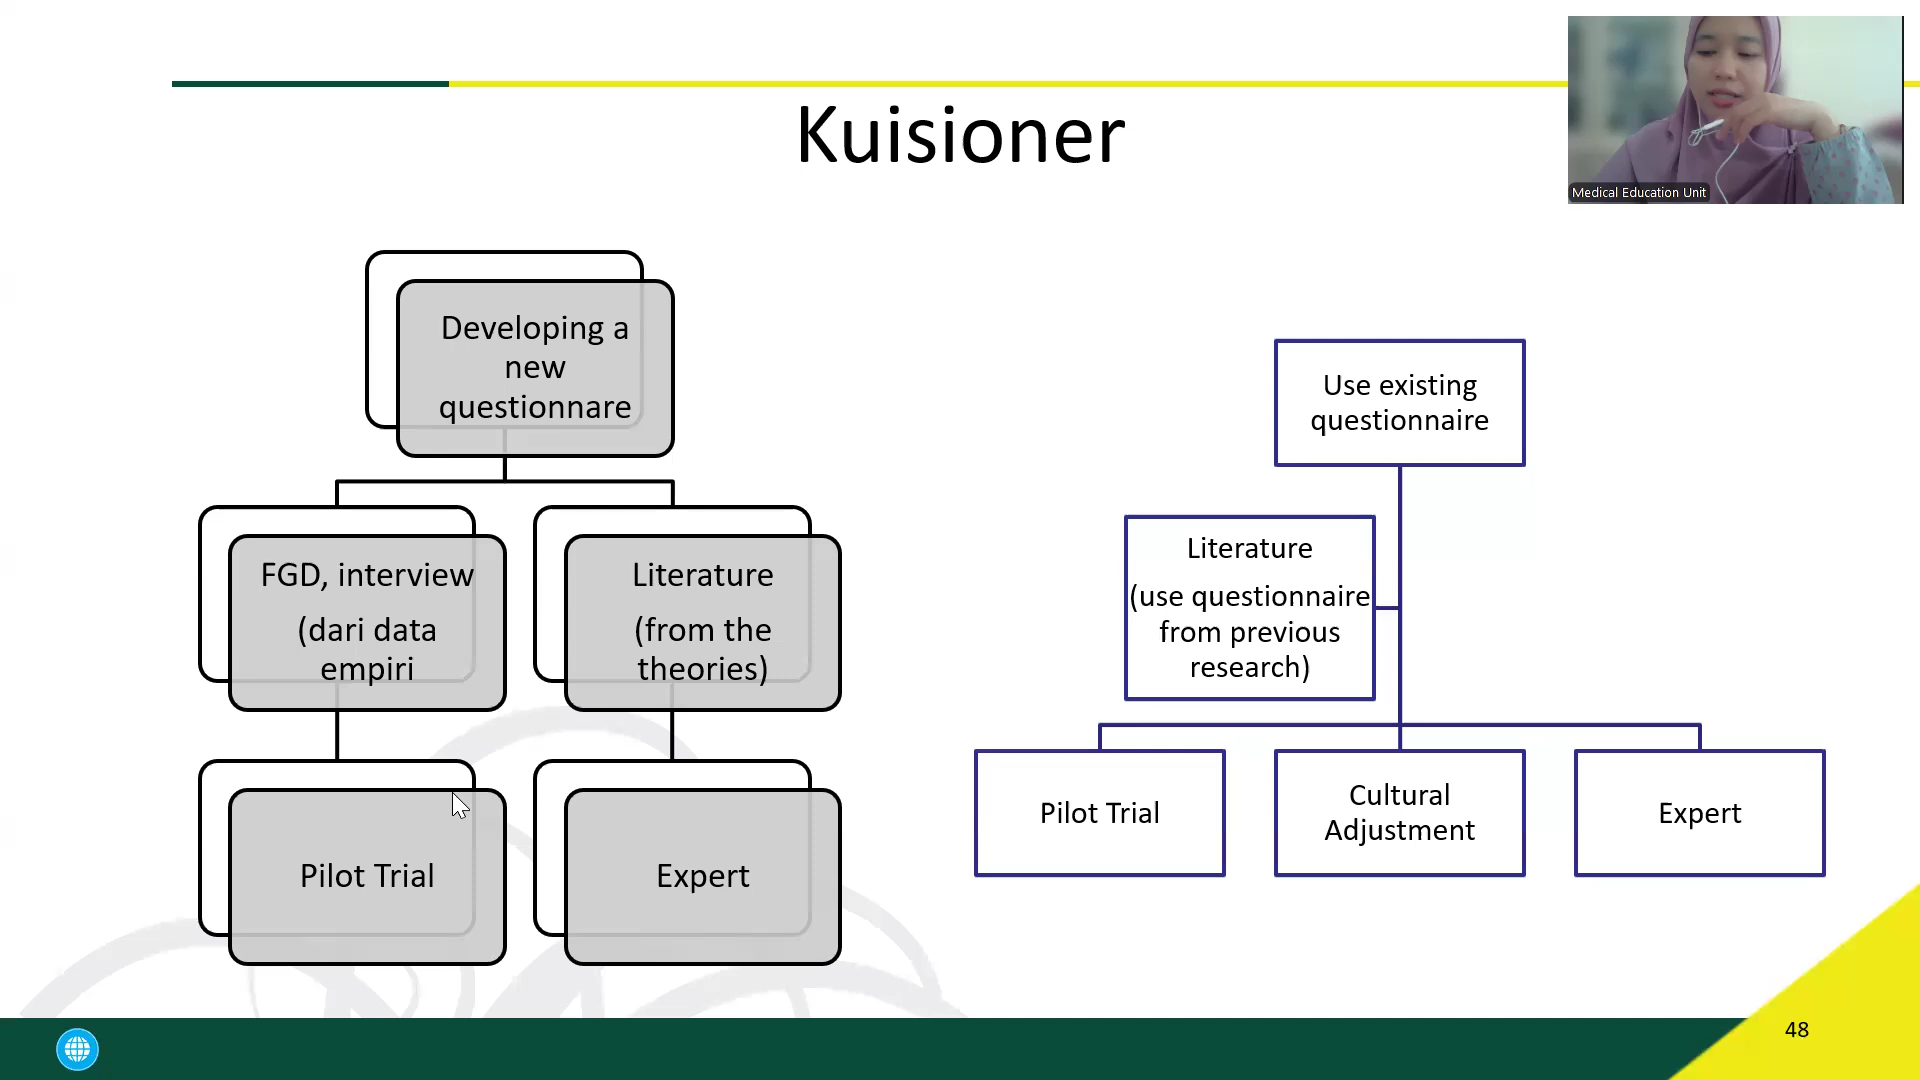 Kuisioner
Medical Education Unit
Developing a
new
questionnare
FGD, interview
(dari data
empiri
Literature
(from the
theories)
Pilot Trial
Expert
Use existing
questionnaire
Literature
(use questionnaire
from previous
research)
Pilot Trial
Cultural
Adjustment
Expert
48